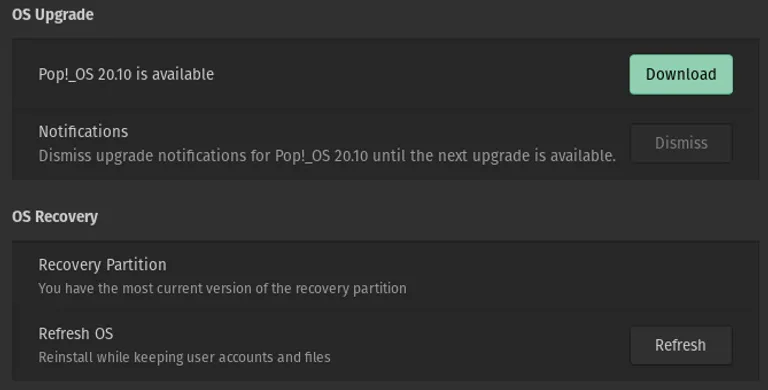 OS Upgrade
Pop!_OS 20.10 is available
Download
Notifications
Dismiss upgrade notifications for Pop!_OS 20.10 until the next upgrade is available.
Dismiss
OS Recovery
Recovery Partition
You have the most current version of the recovery partition
Refresh OS
Reinstall while keeping user accounts and files
Refresh